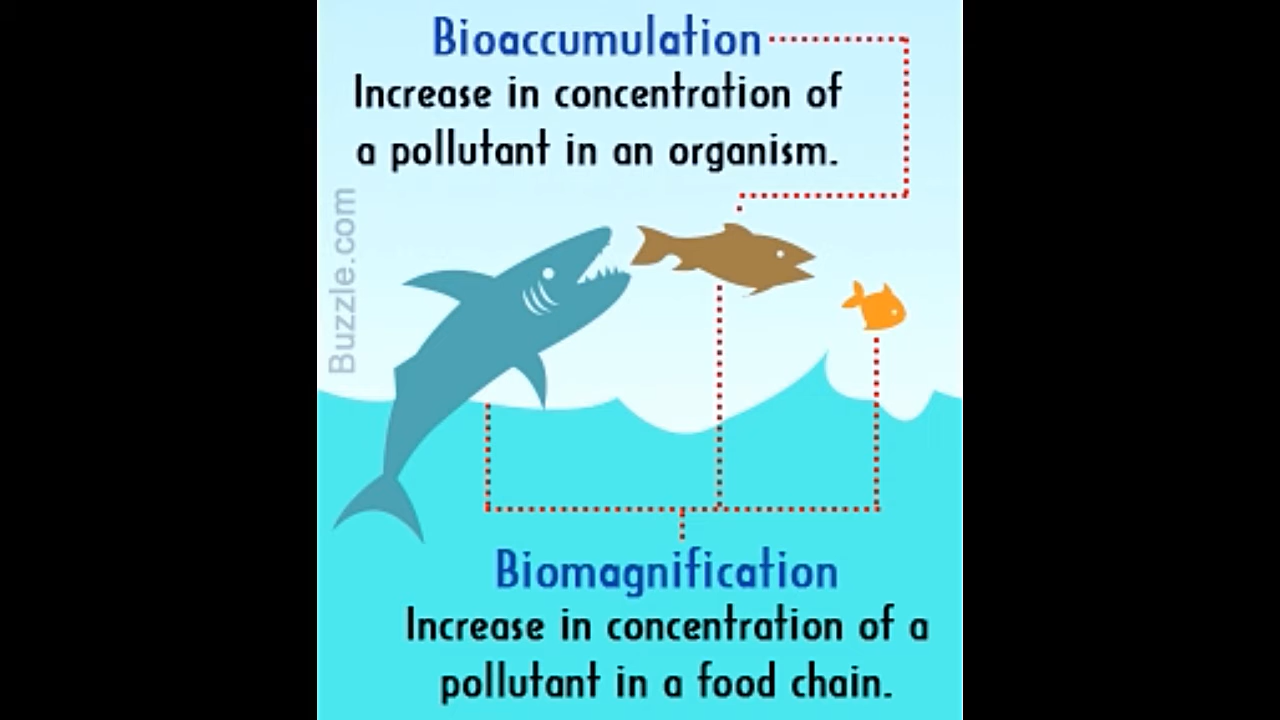 Bioaccumulation
Increase in concentration of
a pollutant in an organism.
Buzzle.com
Biomagnification
Increase in concentration of a
pollutant in a food chain.